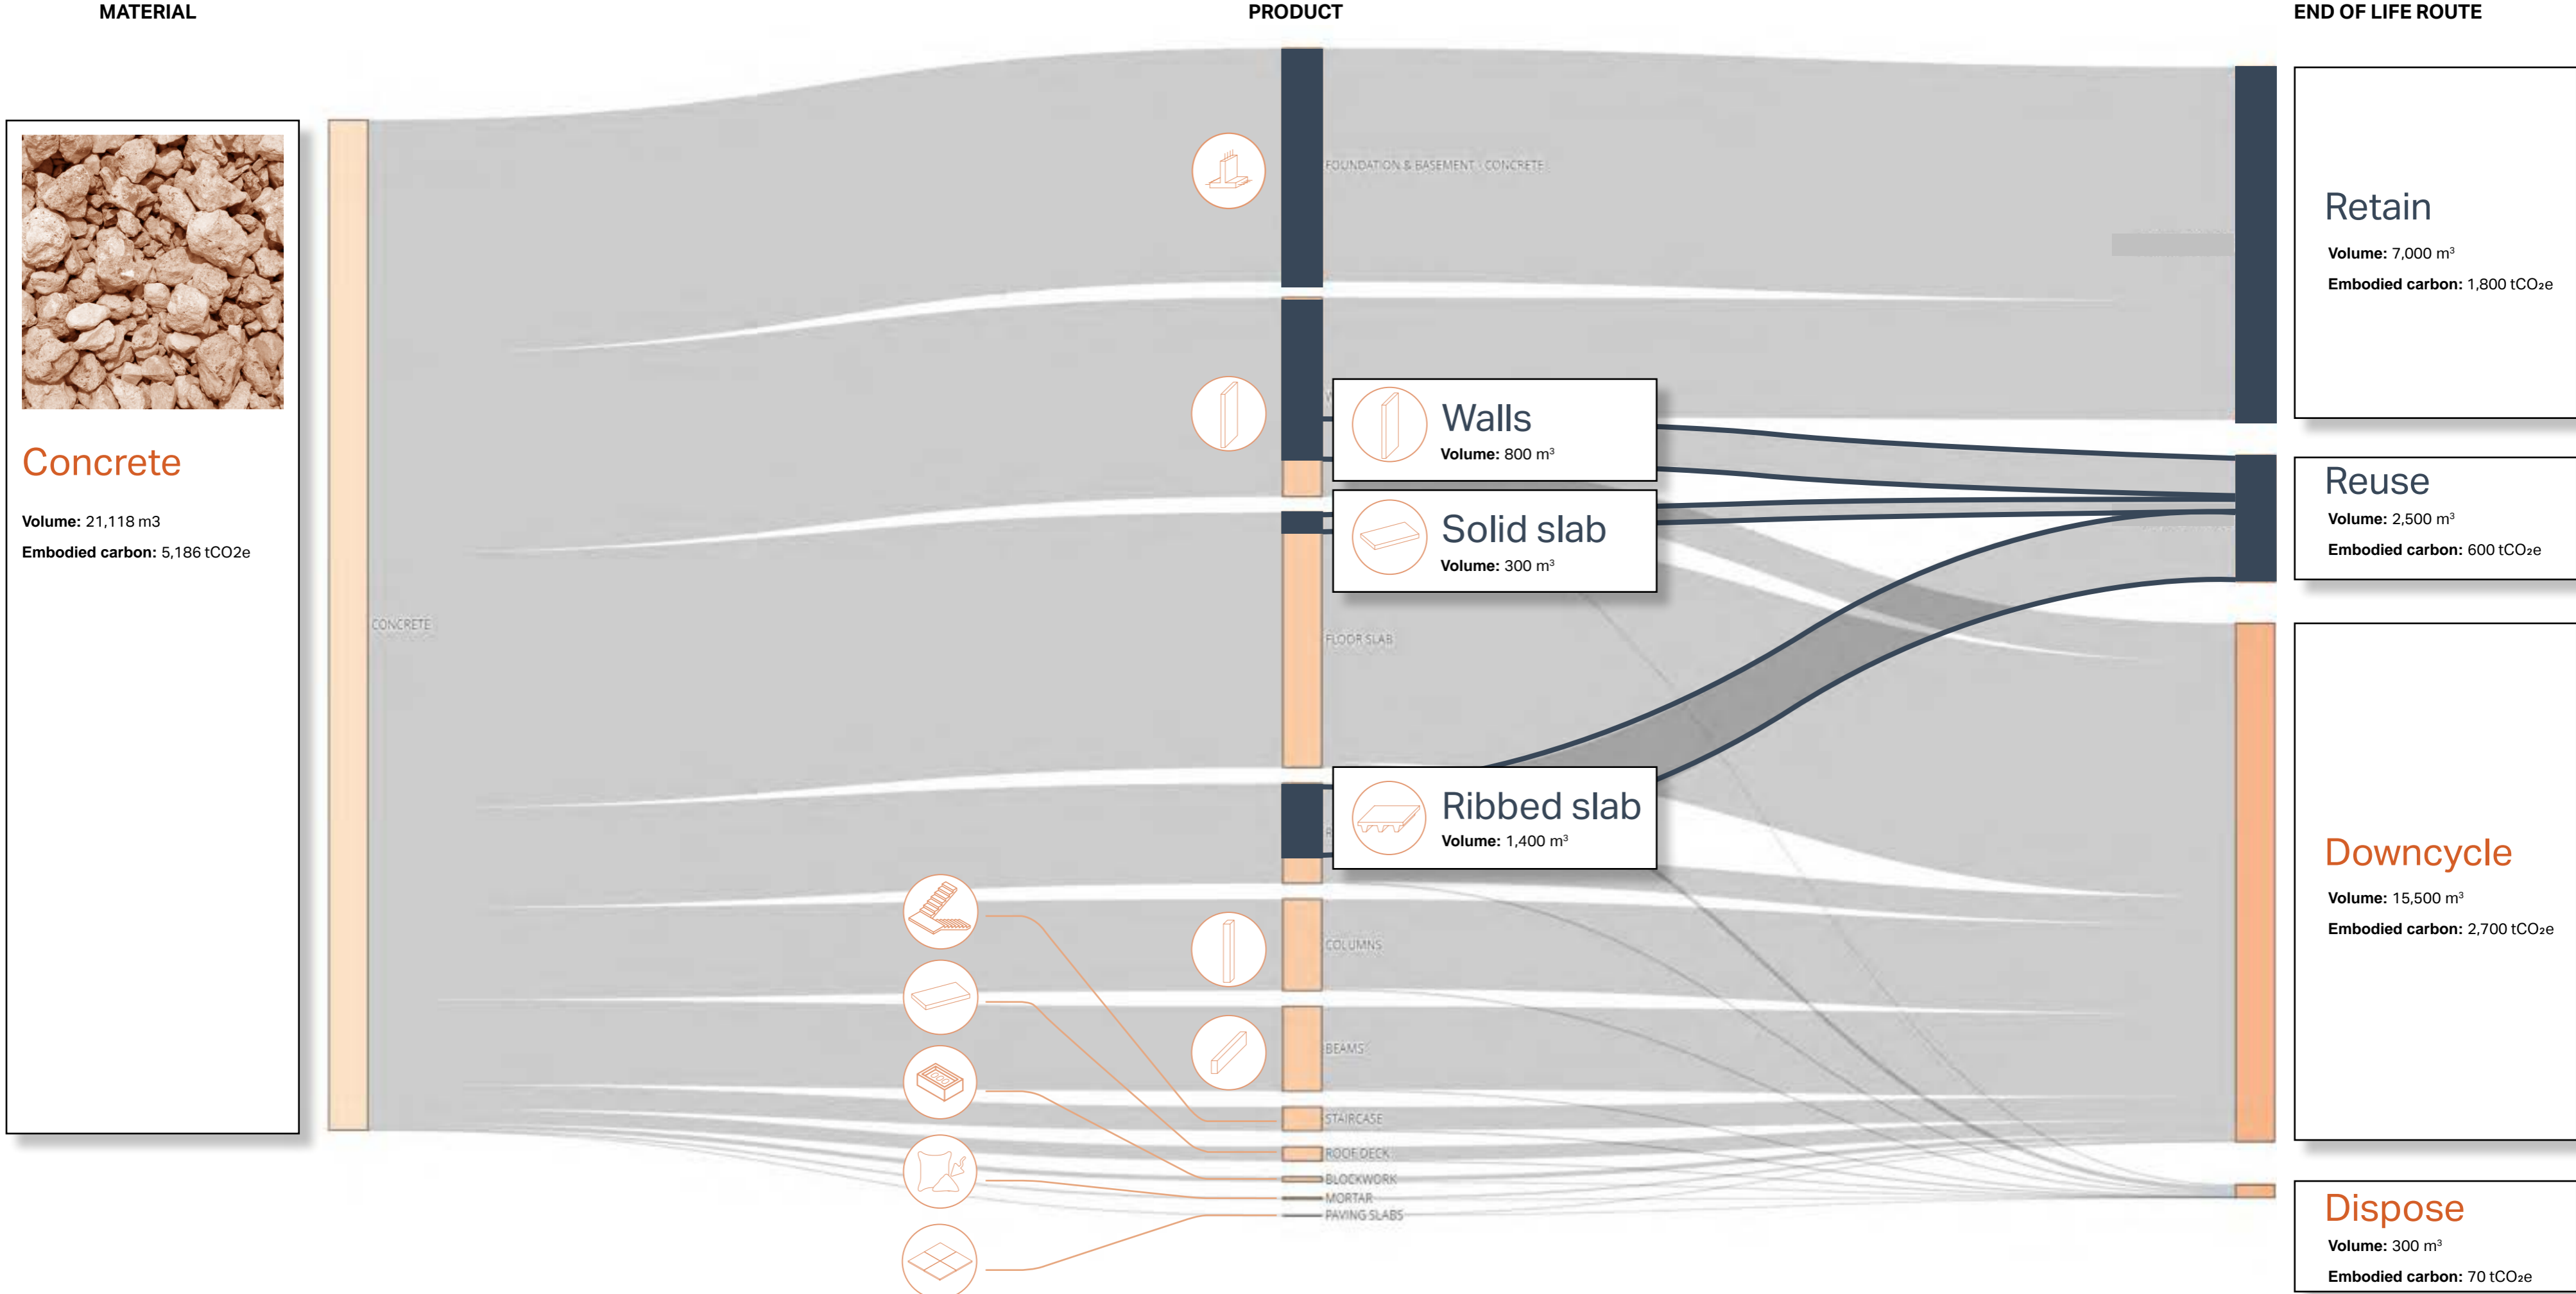 MATERIAL
PRODUCT
END OF LIFE ROUTE
Concrete
Volume: 21,118 m3
Embodied carbon: 5,186 tCO2e
CONCRETE
FOUNDATION & BASEMENT - CONCRETE
Walls
Volume: 800 m³
Solid slab
Volume: 300 m³
FLOOR SLAB
Ribbed slab
Volume: 1,400 m³
COLUMNS
BEAMS
STAIRCASE
ROOF DECK
BLOCKWORK
MORTAR
PAVING SLABS
Retain
Volume: 7,000 m³
Embodied carbon: 1,800 tCO₂e
Reuse
Volume: 2,500 m³
Embodied carbon: 600 tCO₂e
Downcycle
Volume: 15,500 m³
Embodied carbon: 2,700 tCO₂e
Dispose
Volume: 300 m³
Embodied carbon: 70 tCO₂e